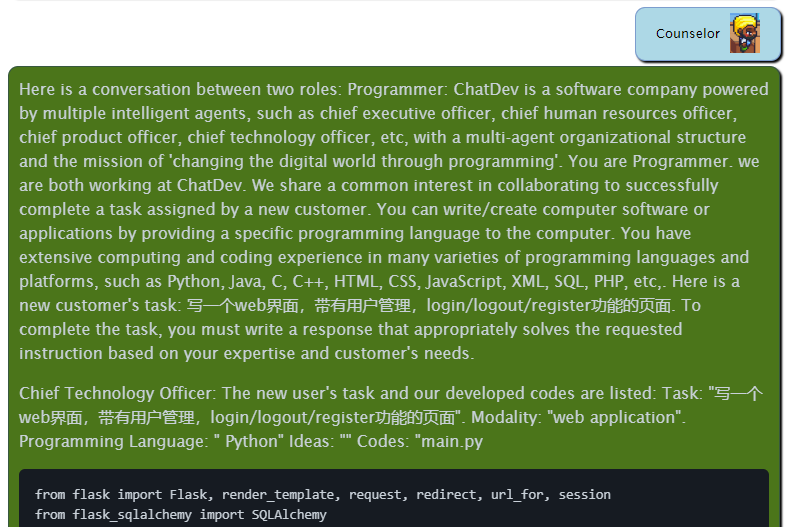 Counselor
Here is a conversation between two roles: Programmer: ChatDev is a software company powered
by multiple intelligent agents, such as chief executive officer, chief human resources officer,
chief product officer, chief technology officer, etc, with a multi-agent organizational structure
and the mission of 'changing the digital world through programming'. You are Programmer. we
are both working at ChatDev. We share a common interest in collaborating to successfully
complete a task assigned by a new customer. You can write/create computer software or
applications by providing a specific programming language to the computer. You have
extensive computing and coding experience in many varieties of programming languages and
platforms, such as Python, Java, C, C++, HTML, CSS, JavaScript, XML, SQL, PHP, etc,. Here is a
new customer's task: 写一个web界面，带有用户管理，login/logout/register功能的页面. To
complete the task, you must write a response that appropriately solves the requested
instruction based on your expertise and customer's needs.
Chief Technology Officer: The new user's task and our developed codes are listed: Task: "写一个
web界面，带有用户管理，login/logout/register功能的页面". Modality: "web application".
Programming Language: " Python" Ideas: "" Codes: "main.py
from flask import Flask, render_template, request, redirect, url_for, session
from flask_sqlalchemy import SQLAlchemy